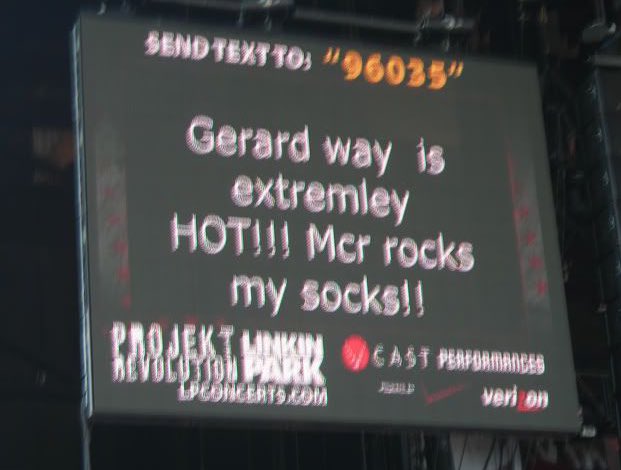 SEND TEXT TO: "96035"
Gerard way is
extremley
HOT!!! Mcr rocks
my socks!!
PROJEKT LINKIN
REVOLUTION PARK
LPCONCERTS.COM
CAST PERFORMANCES
verizon